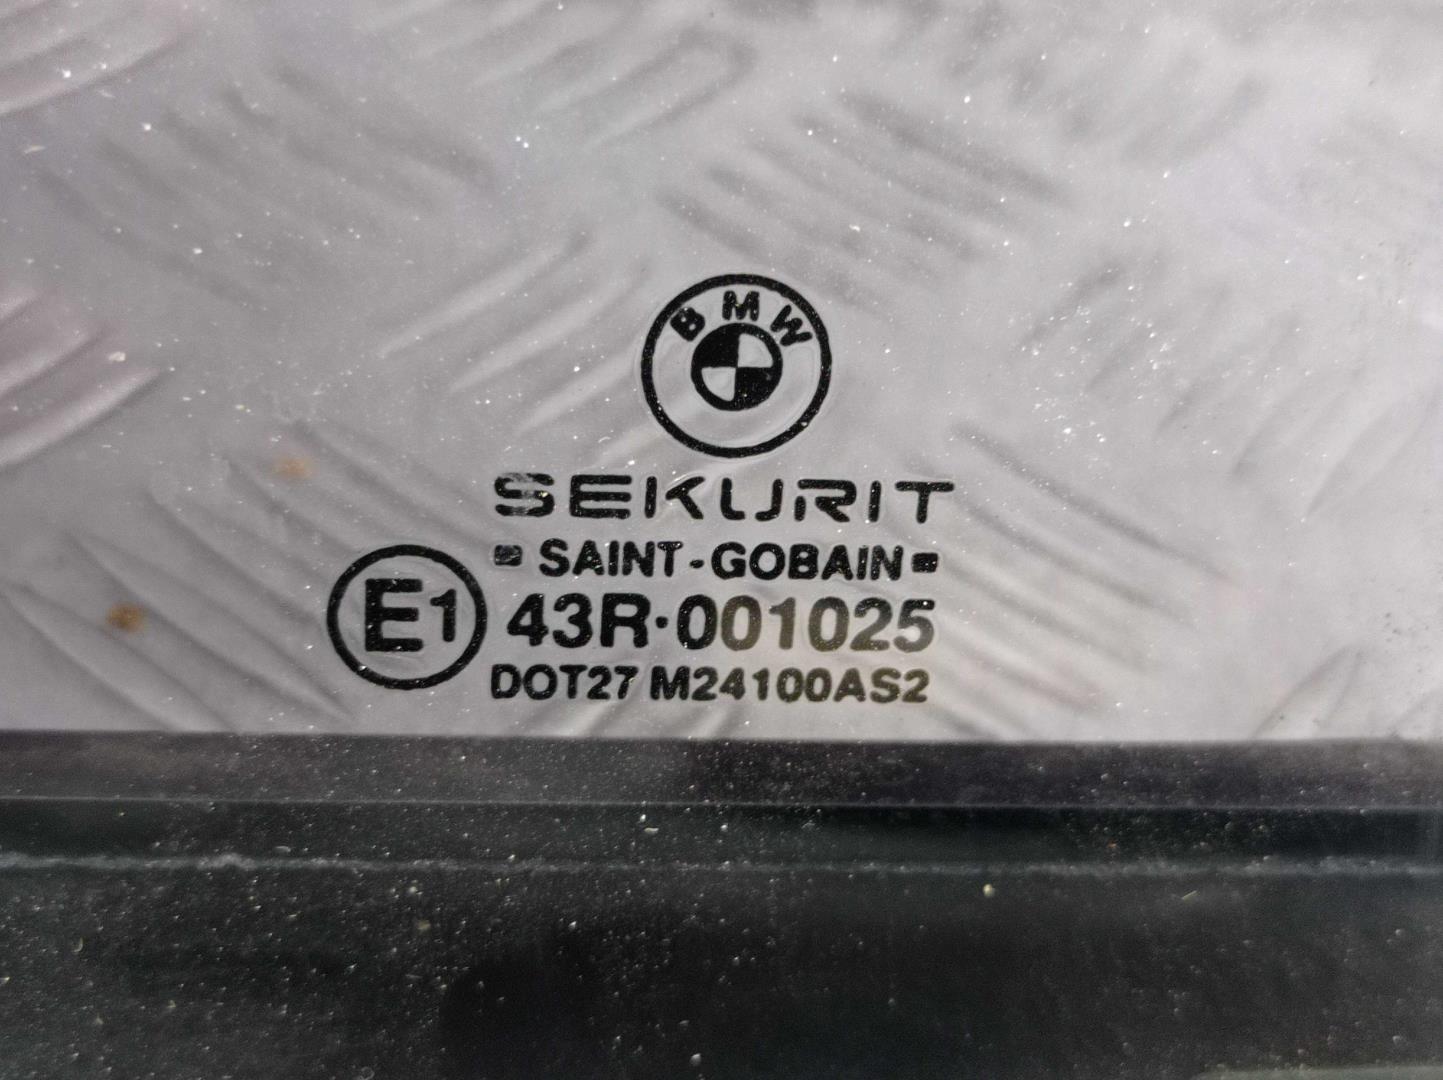 BMW
SEKURIT
SAINT-GOBAIN
E1 43R·001025
DOT27 M24100AS2